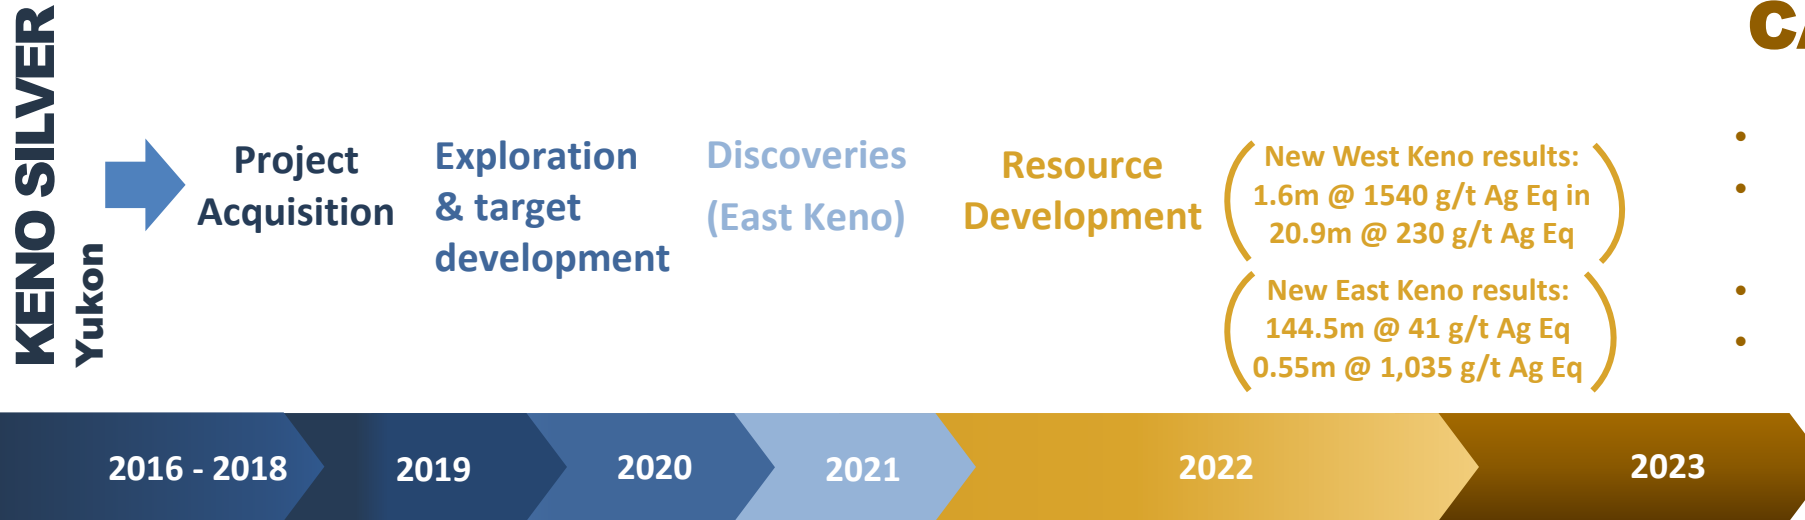 KENO SILVER
Yukon
Project
Acquisition
Exploration
& target
development
Discoveries
(East Keno)
Resource
Development
New West Keno results:
1.6m @ 1540 g/t Ag Eq in
20.9m @ 230 g/t Ag Eq
New East Keno results:
144.5m @ 41 g/t Ag Eq
0.55m @ 1,035 g/t Ag Eq
2016 - 2018
2019
2020
2021
2022
2023